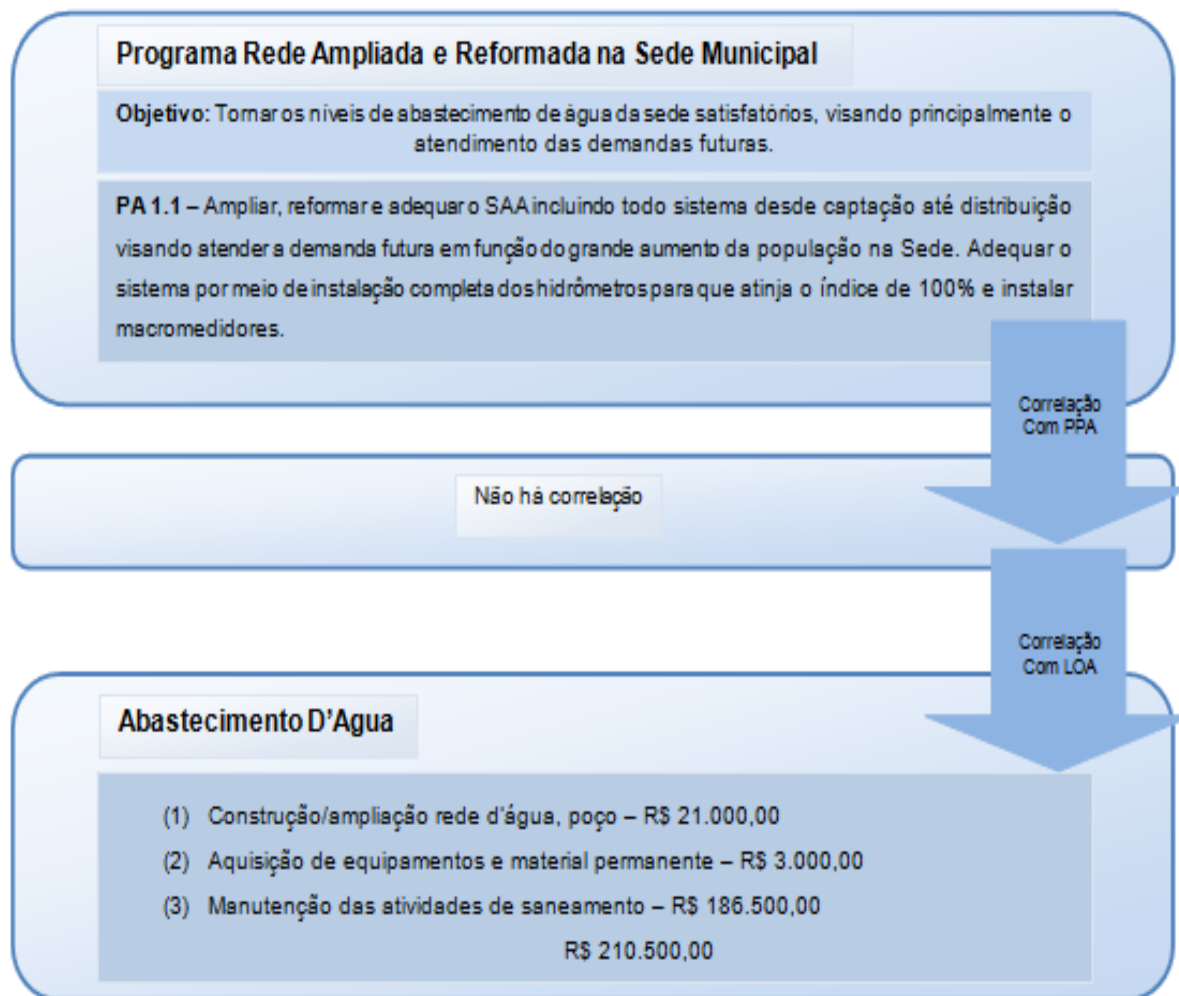 Programa Rede Ampliada e Reformada na Sede Municipal
Objetivo: Tornar os níveis de abastecimento de água da sede satisfatórios, visando principalmente o
atendimento das demandas futuras.
PA 1.1 – Ampliar, reformar e adequar o SAA incluindo todo sistema desde captação até distribuição
visando atender a demanda futura em função do grande aumento da população na Sede. Adequar o
sistema por meio de instalação completa dos hidrômetros para que atinja o índice de 100% e instalar
macromedidores.
Correlação
Com PPA
Não há correlação
Correlação
Com LOA
Abastecimento D'Agua
(1) Construção/ampliação rede d'água, poço – R$ 21.000,00
(2) Aquisição de equipamentos e material permanente – R$ 3.000,00
(3) Manutenção das atividades de saneamento – R$ 186.500,00
R$ 210.500,00